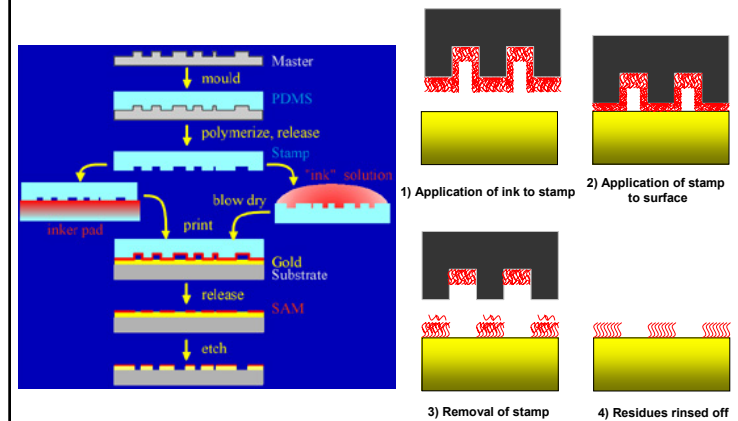 Master
mould
PDMS
polymerize, release
Stamp
"ink" solution
blow dry
inker pad
print
Gold
Substrate
release
SAM
etch
1) Application of ink to stamp
2) Application of stamp
to surface
3) Removal of stamp
4) Residues rinsed off